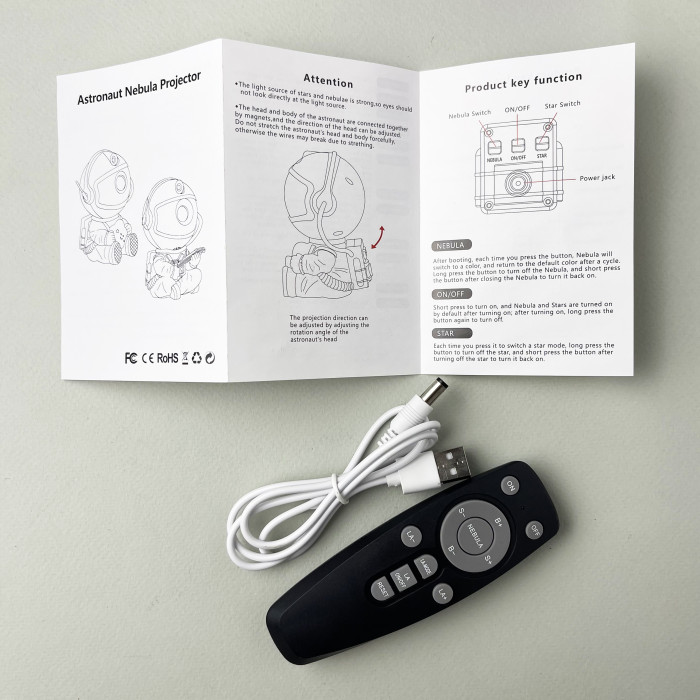 Astronaut Nebula Projector
FC CE RoHS
Attention
•The light source of stars and nebulae is strong,so eyes should
not look directly at the light source.
•The head and body of the astronaut are connected together
by magnets,and the direction of the head can be adjusted.
Do not stretch the astronaut's head and body forcefully,
otherwise the wires may break due to strething.
The projection direction can
be adjusted by adjusting the
rotation angle of the
astronaut's head
Product key function
Nebula Switch
ON/OFF
Star Switch
NEBULA
ON/OFF
STAR
Power jack
NEBULA
After booting, each time you press the button, Nebula will
switch to a color, and return to the default color after a cycle.
Long press the button to turn off the Nebula, and short press
the button after closing the Nebula to turn it back on.
ON/OFF
Short press to turn on, and Nebula and Stars are turned on
by default after turning on; after turning on, long press the
button again to turn off.
STAR
Each time you press it to switch a star mode, long press the
button to turn off the star, and short press the button after
turning off the star to turn it back on.
ON
OFF
S-
B+
NEBULA
B-
S+
LA-
LA
ON/OFF
RESET
LA+